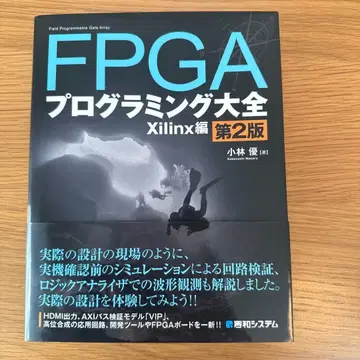 Field Programmable Gate Array
FPGA
プログラミング大全
Xilinx編
第2版
小林 優[著]
Kobayashi Masaru
実際の設計の現場のように、
実機確認前のシミュレーションによる回路検証、
ロジックアナライザでの波形観測も解説しました。
実際の設計を体験してみよう!!
HDMI出力、AXIバス検証モデル「VIP」、
高位合成の応用回路、開発ツールやFPGAボードを一新!!
秀和システム